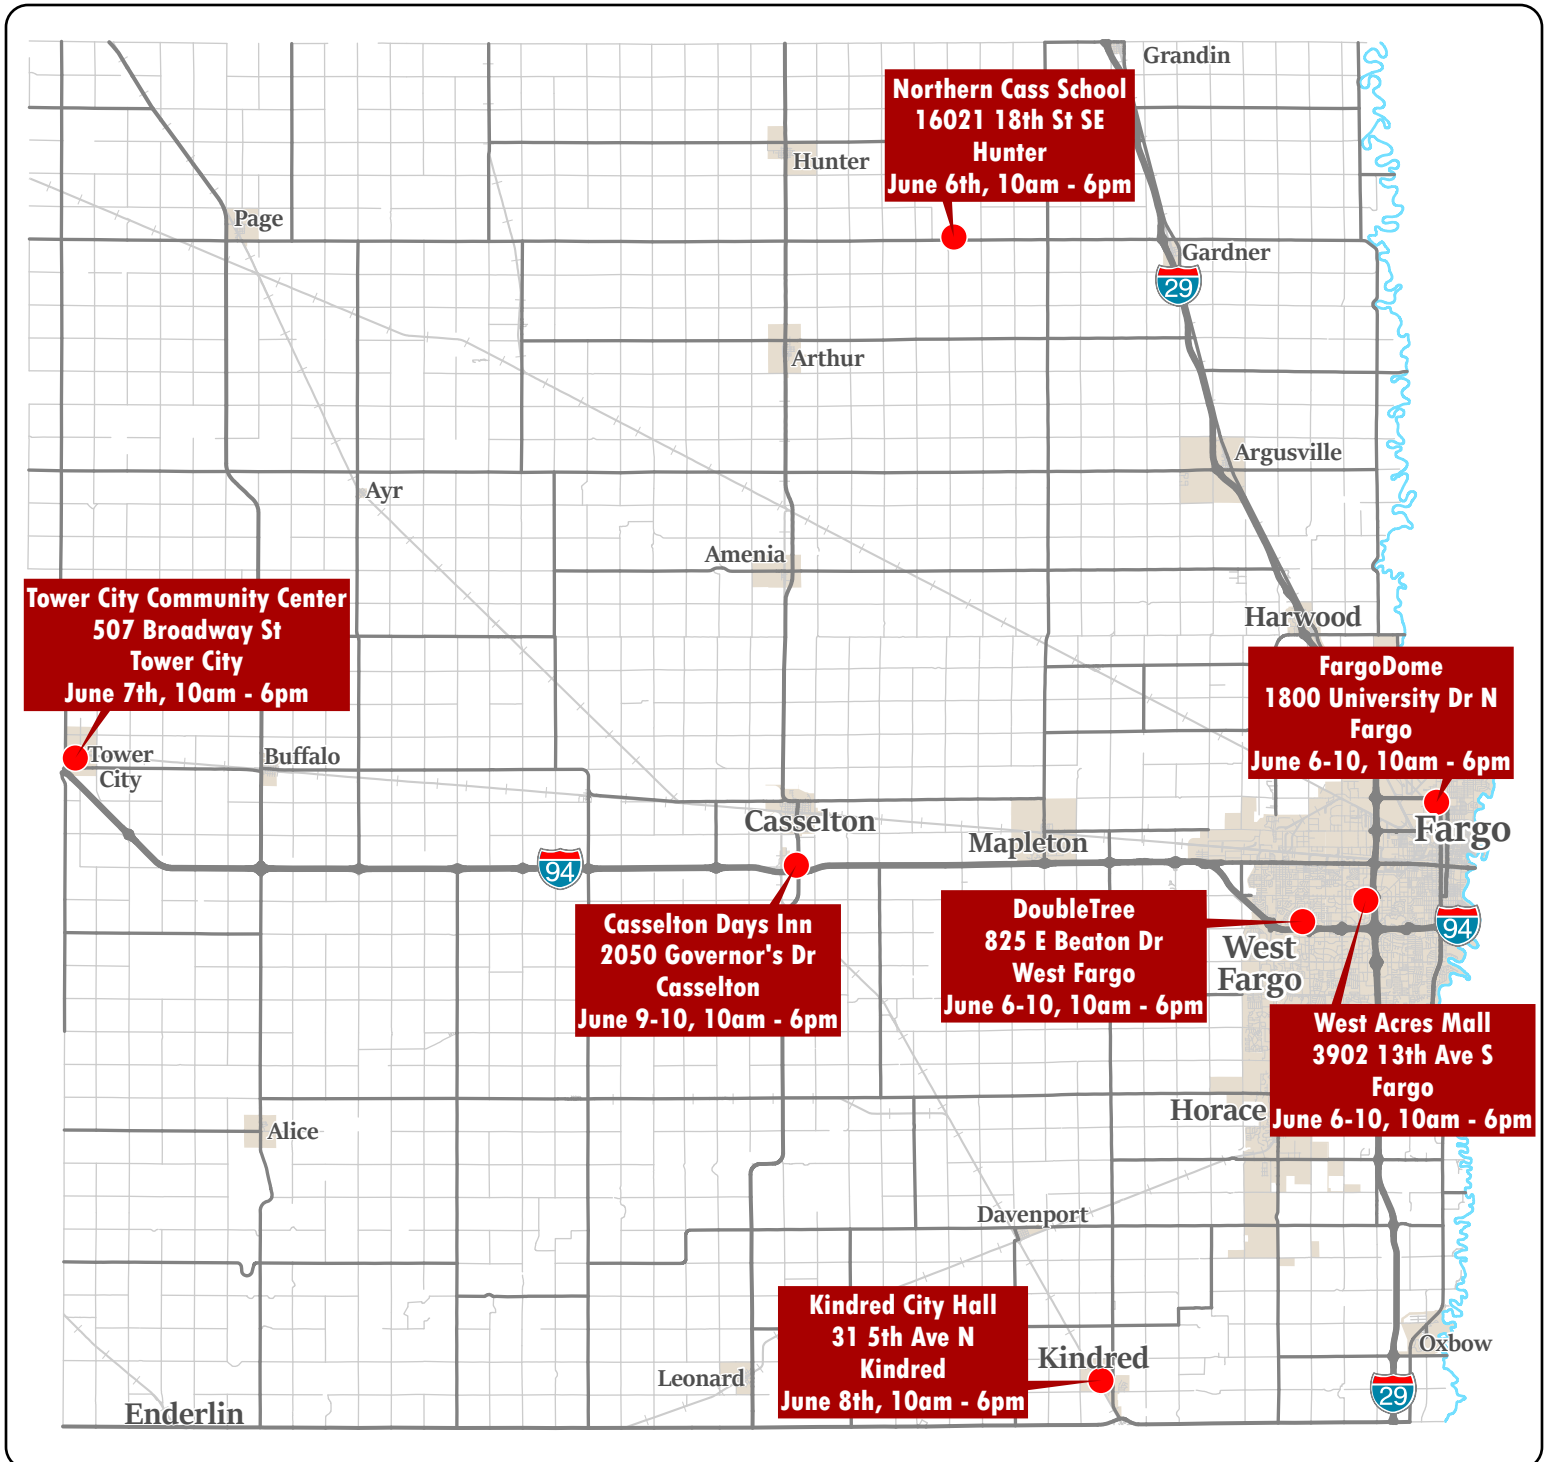 Grandin
Northern Cass School
16021 18th St SE
Hunter
June 6th, 10am - 6pm
Hunter
Page
Gardner
29
Arthur
Argusville
Ayr
Amenia
Tower City Community Center
507 Broadway St
Tower City
June 7th, 10am - 6pm
Harwood
FargoDome
1800 University Dr N
Fargo
June 6-10, 10am - 6pm
Tower
City
Buffalo
Casselton
Mapleton
Fargo
94
Casselton Days Inn
2050 Governor's Dr
Casselton
June 9-10, 10am - 6pm
DoubleTree
825 E Beaton Dr
West Fargo
June 6-10, 10am - 6pm
West
Fargo
94
West Acres Mall
3902 13th Ave S
Fargo
June 6-10, 10am - 6pm
Horace
Alice
Davenport
Kindred City Hall
31 5th Ave N
Kindred
June 8th, 10am - 6pm
Kindred
Oxbow
Leonard
29
Enderlin